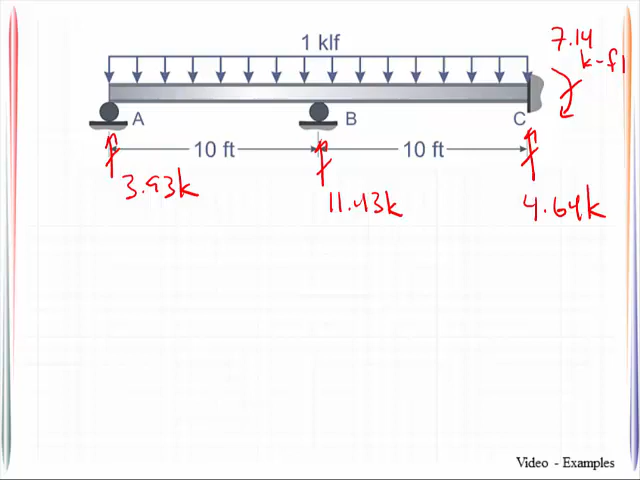 1 klf
7.14
k-ft
A
B
C
10 ft
10 ft
3.93k
11.43k
4.64k
Video - Examples